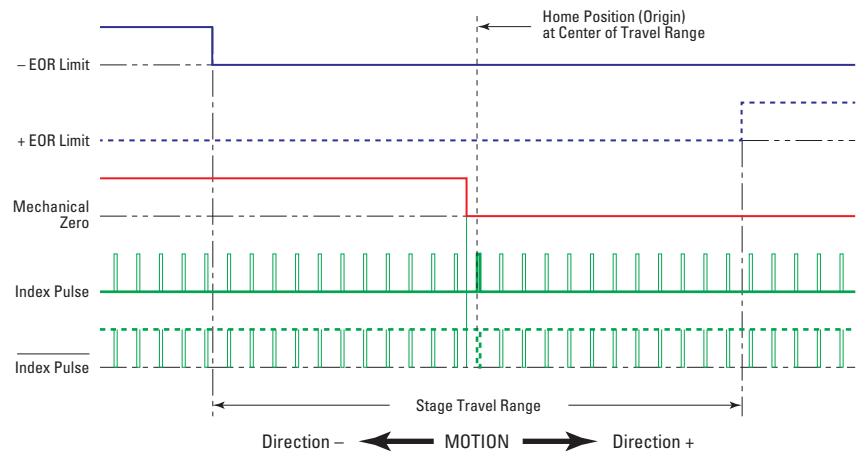 Home Position (Origin)
at Center of Travel Range
– EOR Limit
+ EOR Limit
Mechanical
Zero
Index Pulse
Index Pulse
Stage Travel Range
Direction – MOTION Direction +